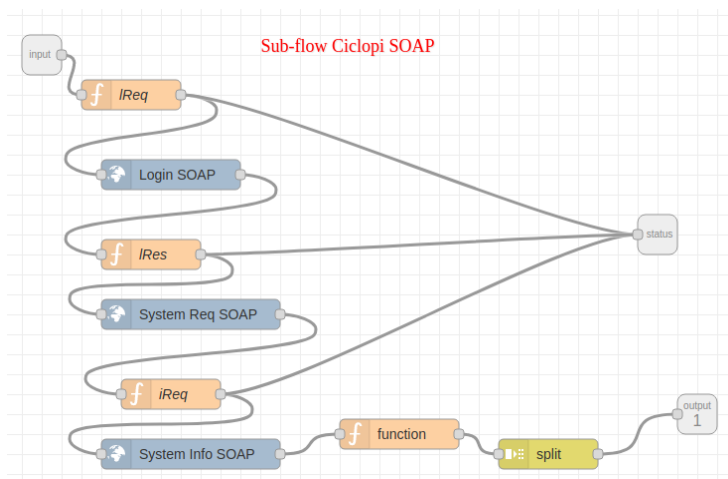 Sub-flow Ciclopi SOAP
input
lReq
Login SOAP
status
lRes
System Req SOAP
iReq
output
1
function
System Info SOAP
split